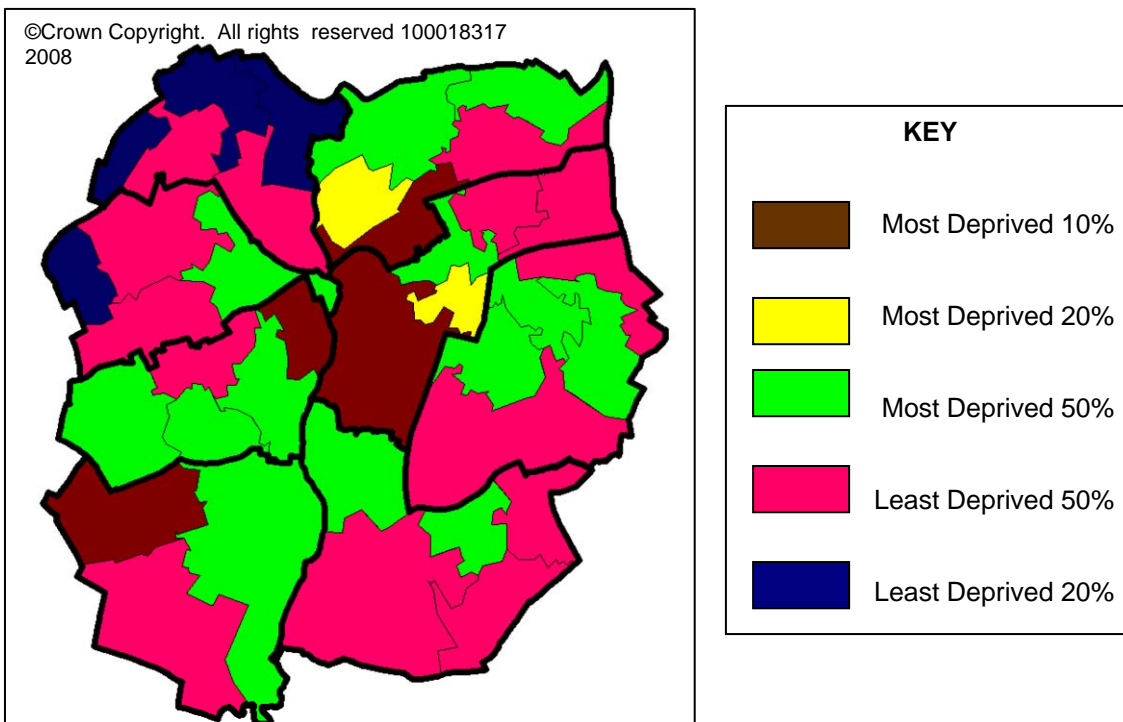 ©Crown Copyright. All rights reserved 100018317
2008
KEY
Most Deprived 10%
Most Deprived 20%
Most Deprived 50%
Least Deprived 50%
Least Deprived 20%